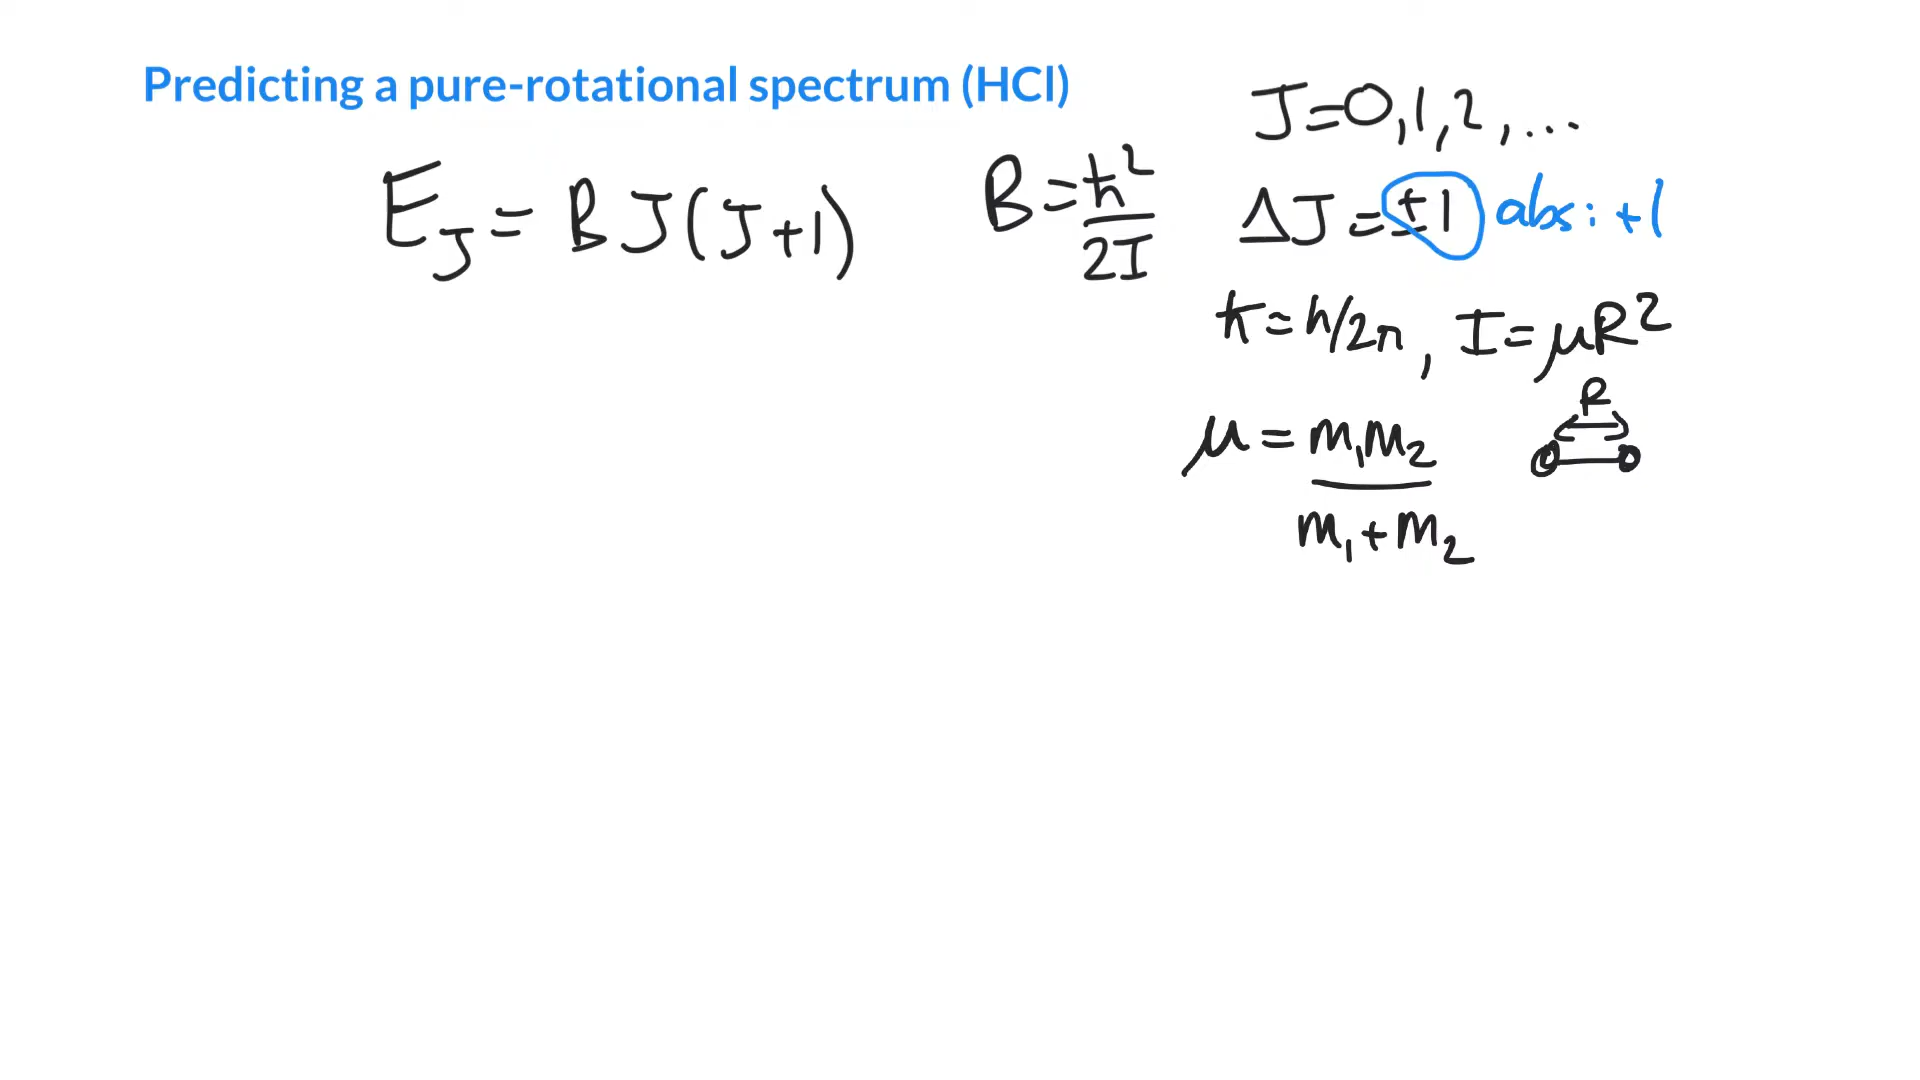 Predicting a pure-rotational spectrum (HCl)
J=0,1,2,...
E_J = BJ(J+1)
B = ħ²/2I
ΔJ = ±1 abs: +1
ħ = h/2π, I = μR²
R
μ = m₁m₂
m₁+m₂